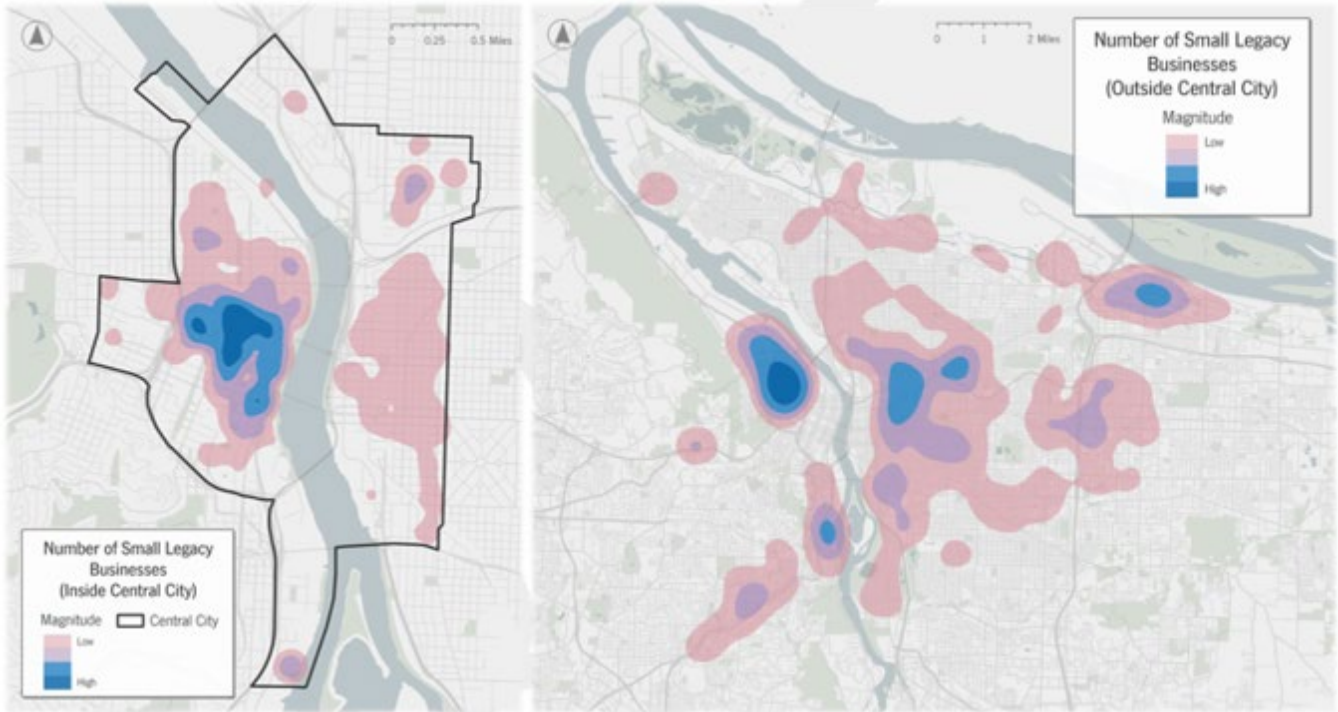 0 0.25 0.5 Miles
Number of Small Legacy
Businesses
(Inside Central City)
Magnitude
Central City
Low
High
0 1 2 Miles
Number of Small Legacy
Businesses
(Outside Central City)
Magnitude
Low
High